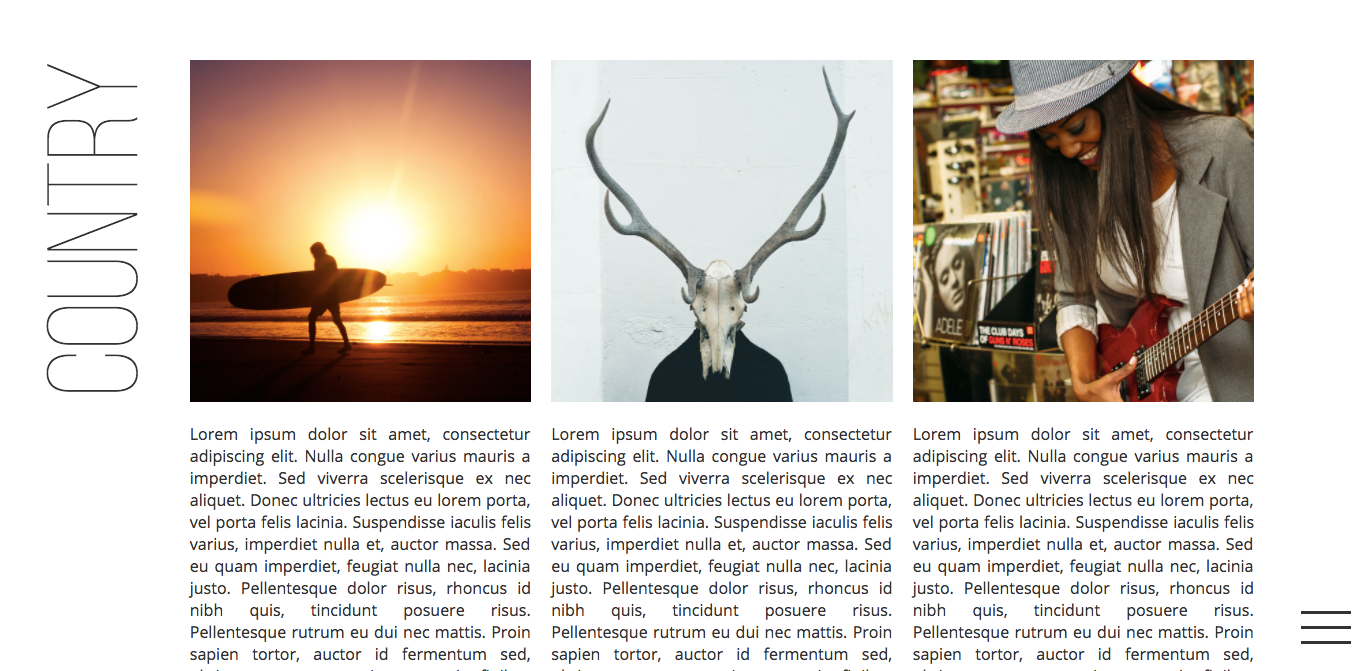 COUNTRY
ADELE
THE CLUB DAYS
OF GUNS N' ROSES
Lorem ipsum dolor sit amet, consectetur
adipiscing elit. Nulla congue varius mauris a
imperdiet. Sed viverra scelerisque ex nec
aliquet. Donec ultricies lectus eu lorem porta,
vel porta felis lacinia. Suspendisse iaculis felis
varius, imperdiet nulla et, auctor massa. Sed
eu quam imperdiet, feugiat nulla nec, lacinia
justo. Pellentesque dolor risus, rhoncus id
nibh quis, tincidunt posuere risus.
Pellentesque rutrum eu dui nec mattis. Proin
sapien tortor, auctor id fermentum sed,
Lorem ipsum dolor sit amet, consectetur
adipiscing elit. Nulla congue varius mauris a
imperdiet. Sed viverra scelerisque ex nec
aliquet. Donec ultricies lectus eu lorem porta,
vel porta felis lacinia. Suspendisse iaculis felis
varius, imperdiet nulla et, auctor massa. Sed
eu quam imperdiet, feugiat nulla nec, lacinia
justo. Pellentesque dolor risus, rhoncus id
nibh quis, tincidunt posuere risus.
Pellentesque rutrum eu dui nec mattis. Proin
sapien tortor, auctor id fermentum sed,
Lorem ipsum dolor sit amet, consectetur
adipiscing elit. Nulla congue varius mauris a
imperdiet. Sed viverra scelerisque ex nec
aliquet. Donec ultricies lectus eu lorem porta,
vel porta felis lacinia. Suspendisse iaculis felis
varius, imperdiet nulla et, auctor massa. Sed
eu quam imperdiet, feugiat nulla nec, lacinia
justo. Pellentesque dolor risus, rhoncus id
nibh quis, tincidunt posuere risus.
Pellentesque rutrum eu dui nec mattis. Proin
sapien tortor, auctor id fermentum sed,